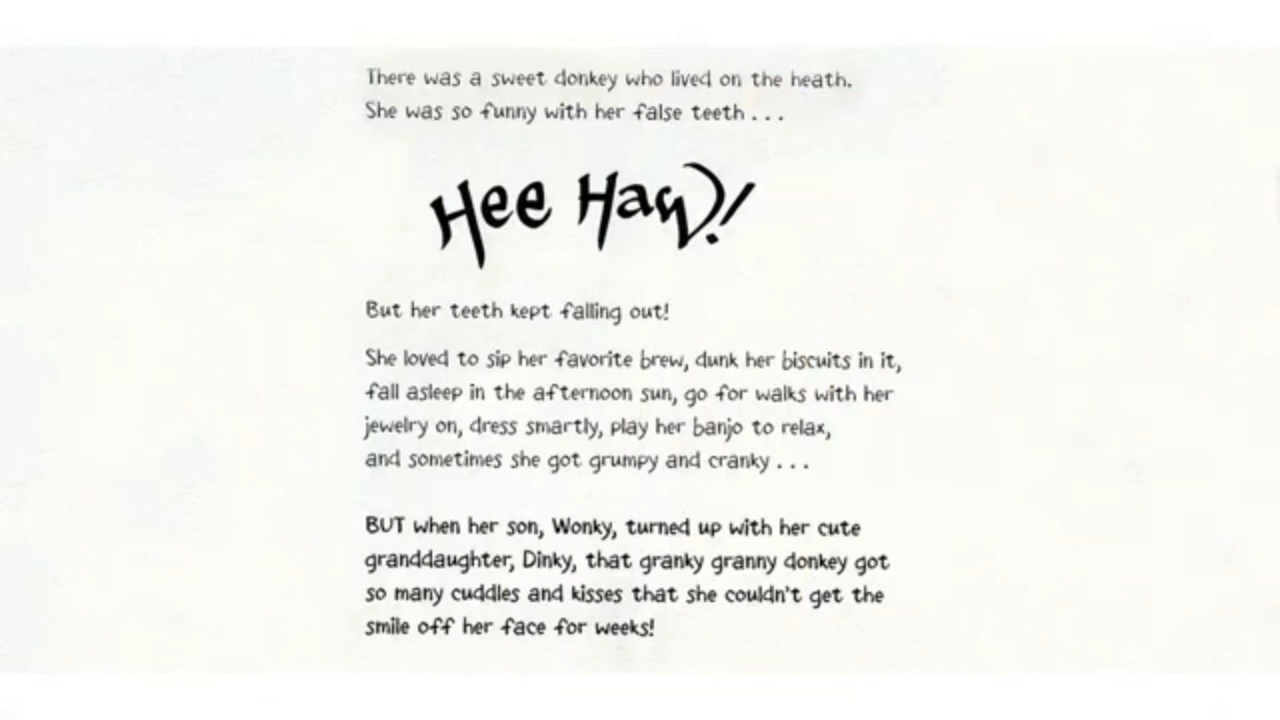 There was a sweet donkey who lived on the heath.
She was so funny with her false teeth . . .
Hee Haw!
But her teeth kept falling out!
She loved to sip her favorite brew, dunk her biscuits in it,
fall asleep in the afternoon sun, go for walks with her
jewelry on, dress smartly, play her banjo to relax,
and sometimes she got grumpy and cranky . . .
BUT when her son, Wonky, turned up with her cute
granddaughter, Dinky, that granky granny donkey got
so many cuddles and kisses that she couldn't get the
smile off her face for weeks!